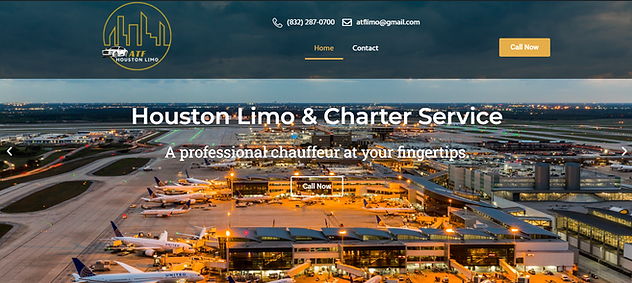 (832) 287-0700 atflimo@gmail.com
ATF
HOUSTON LIMO
Home Contact
Call Now
Houston Limo & Charter Service
A professional chauffeur at your fingertips.
Call Now
UNITED